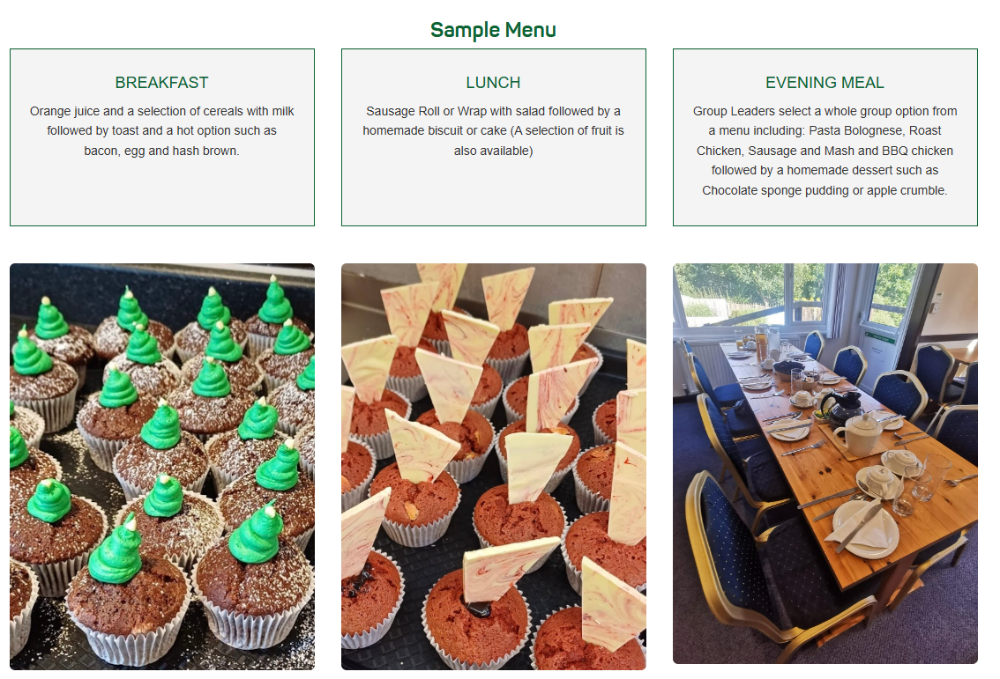 Sample Menu
BREAKFAST
Orange juice and a selection of cereals with milk
followed by toast and a hot option such as
bacon, egg and hash brown.
LUNCH
Sausage Roll or Wrap with salad followed by a
homemade biscuit or cake (A selection of fruit is
also available)
EVENING MEAL
Group Leaders select a whole group option from
a menu including: Pasta Bolognese, Roast
Chicken, Sausage and Mash and BBQ chicken
followed by a homemade dessert such as
Chocolate sponge pudding or apple crumble.